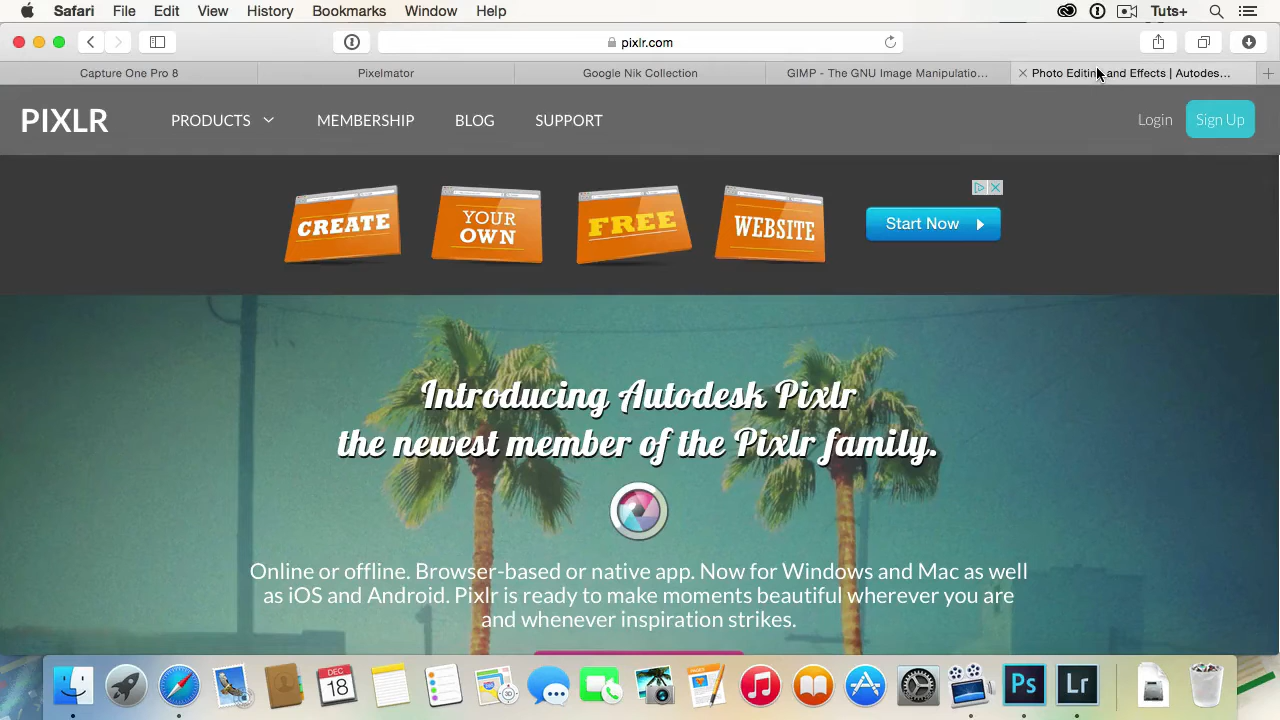 Safari File Edit View History Bookmarks Window Help Tuts+
pixlr.com
Capture One Pro 8 Pixelmator Google Nik Collection GIMP - The GNU Image Manipulatio... Photo Editing and Effects | Autodes...
PIXLR PRODUCTS MEMBERSHIP BLOG SUPPORT Login Sign Up
CREATE YOUR OWN FREE WEBSITE Start Now
Introducing Autodesk Pixlr
the newest member of the Pixlr family.
Online or offline. Browser-based or native app. Now for Windows and Mac as well
as iOS and Android. Pixlr is ready to make moments beautiful wherever you are
and whenever inspiration strikes.
DEC
18
Ps Lr